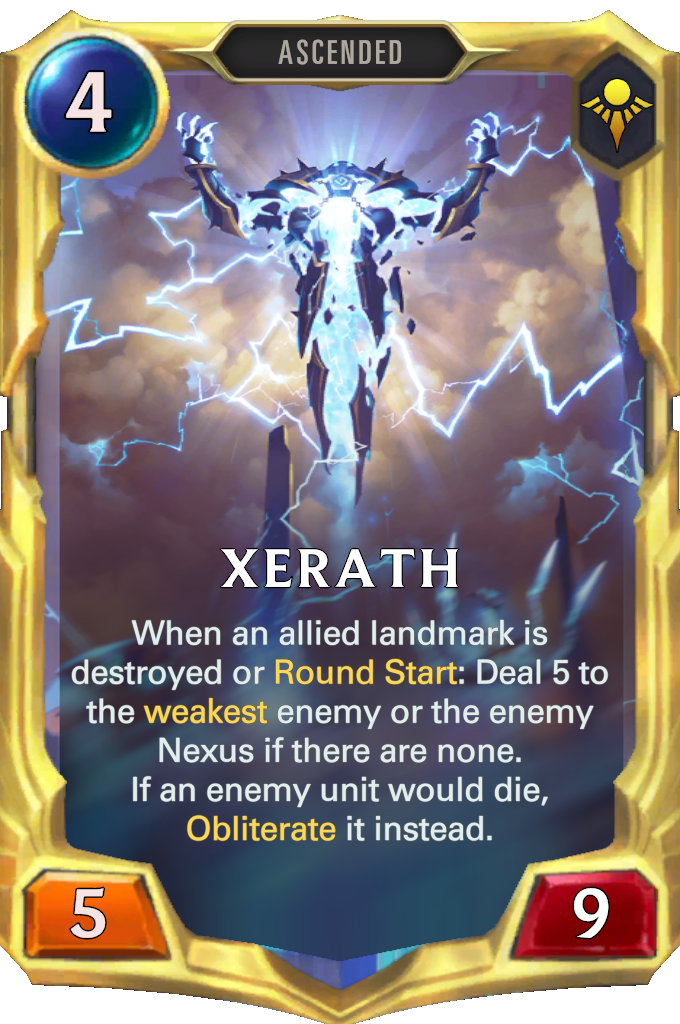 ASCENDED
4
XERATH
When an allied landmark is
destroyed or Round Start: Deal 5 to
the weakest enemy or the enemy
Nexus if there are none.
If an enemy unit would die,
Obliterate it instead.
5
9